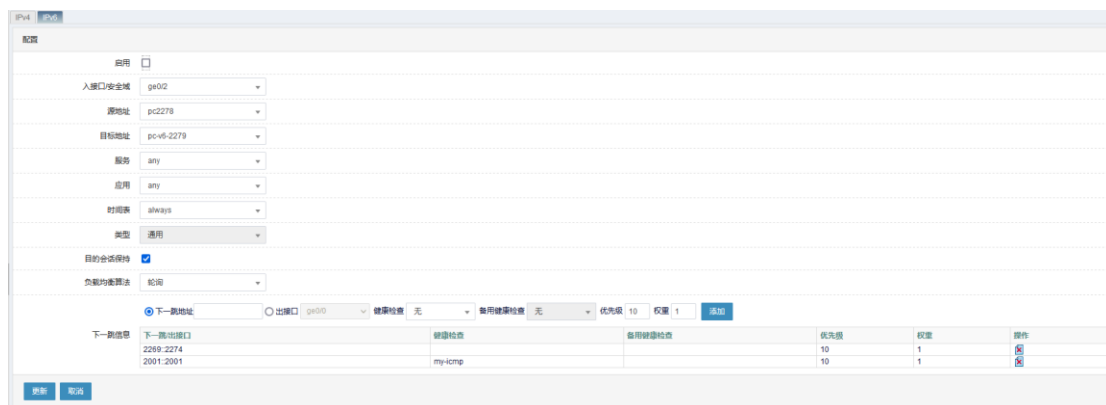 IPv4 IPv6
配置
启用
入接口/安全域 ge0/2
源地址 pc2278
目标地址 pc-v6-2279
服务 any
应用 any
时间表 always
类型 通用
目的会话保持
负载均衡算法 轮询
下一跳地址 出接口 ge0/0 健康检查 无 备用健康检查 无 优先级 10 权重 1 添加
下一跳信息 下一跳/出接口 健康检查 备用健康检查 优先级 权重 操作
2269::2274 10 1
2001::2001 my-icmp 10 1
更新 取消